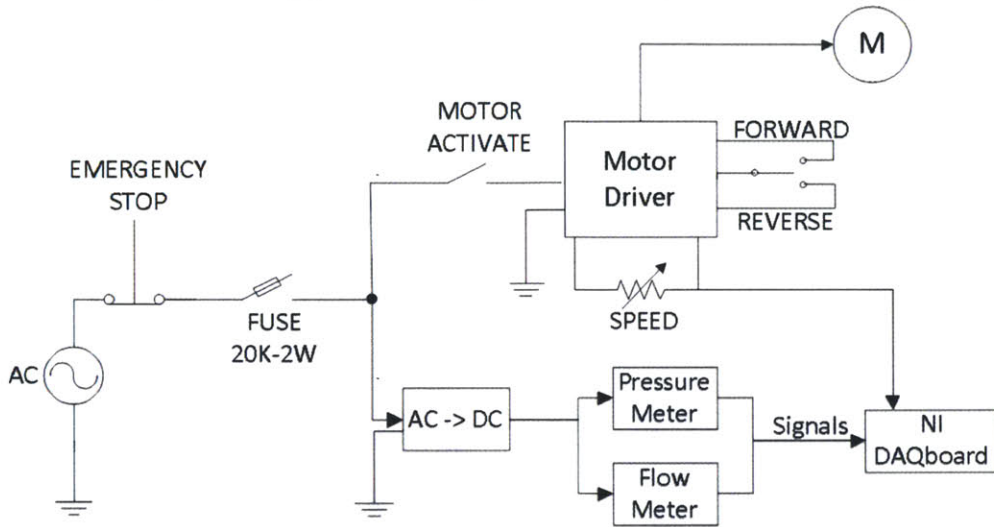 M
MOTOR
ACTIVATE
FORWARD
Motor
Driver
EMERGENCY
STOP
REVERSE
FUSE
20K-2W
SPEED
AC
Pressure
Meter
AC -> DC
Signals
NI
DAQboard
Flow
Meter